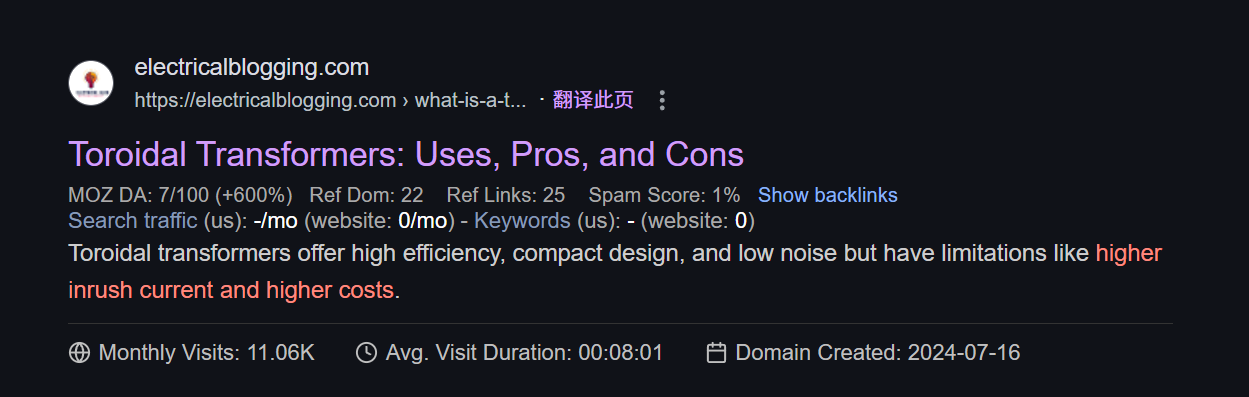 electricalblogging.com
https://electricalblogging.com › what-is-a-t... · 翻译此页
Toroidal Transformers: Uses, Pros, and Cons
MOZ DA: 7/100 (+600%) Ref Dom: 22 Ref Links: 25 Spam Score: 1% Show backlinks
Search traffic (us): -/mo (website: 0/mo) - Keywords (us): - (website: 0)
Toroidal transformers offer high efficiency, compact design, and low noise but have limitations like higher
inrush current and higher costs.
Monthly Visits: 11.06K Avg. Visit Duration: 00:08:01 Domain Created: 2024-07-16